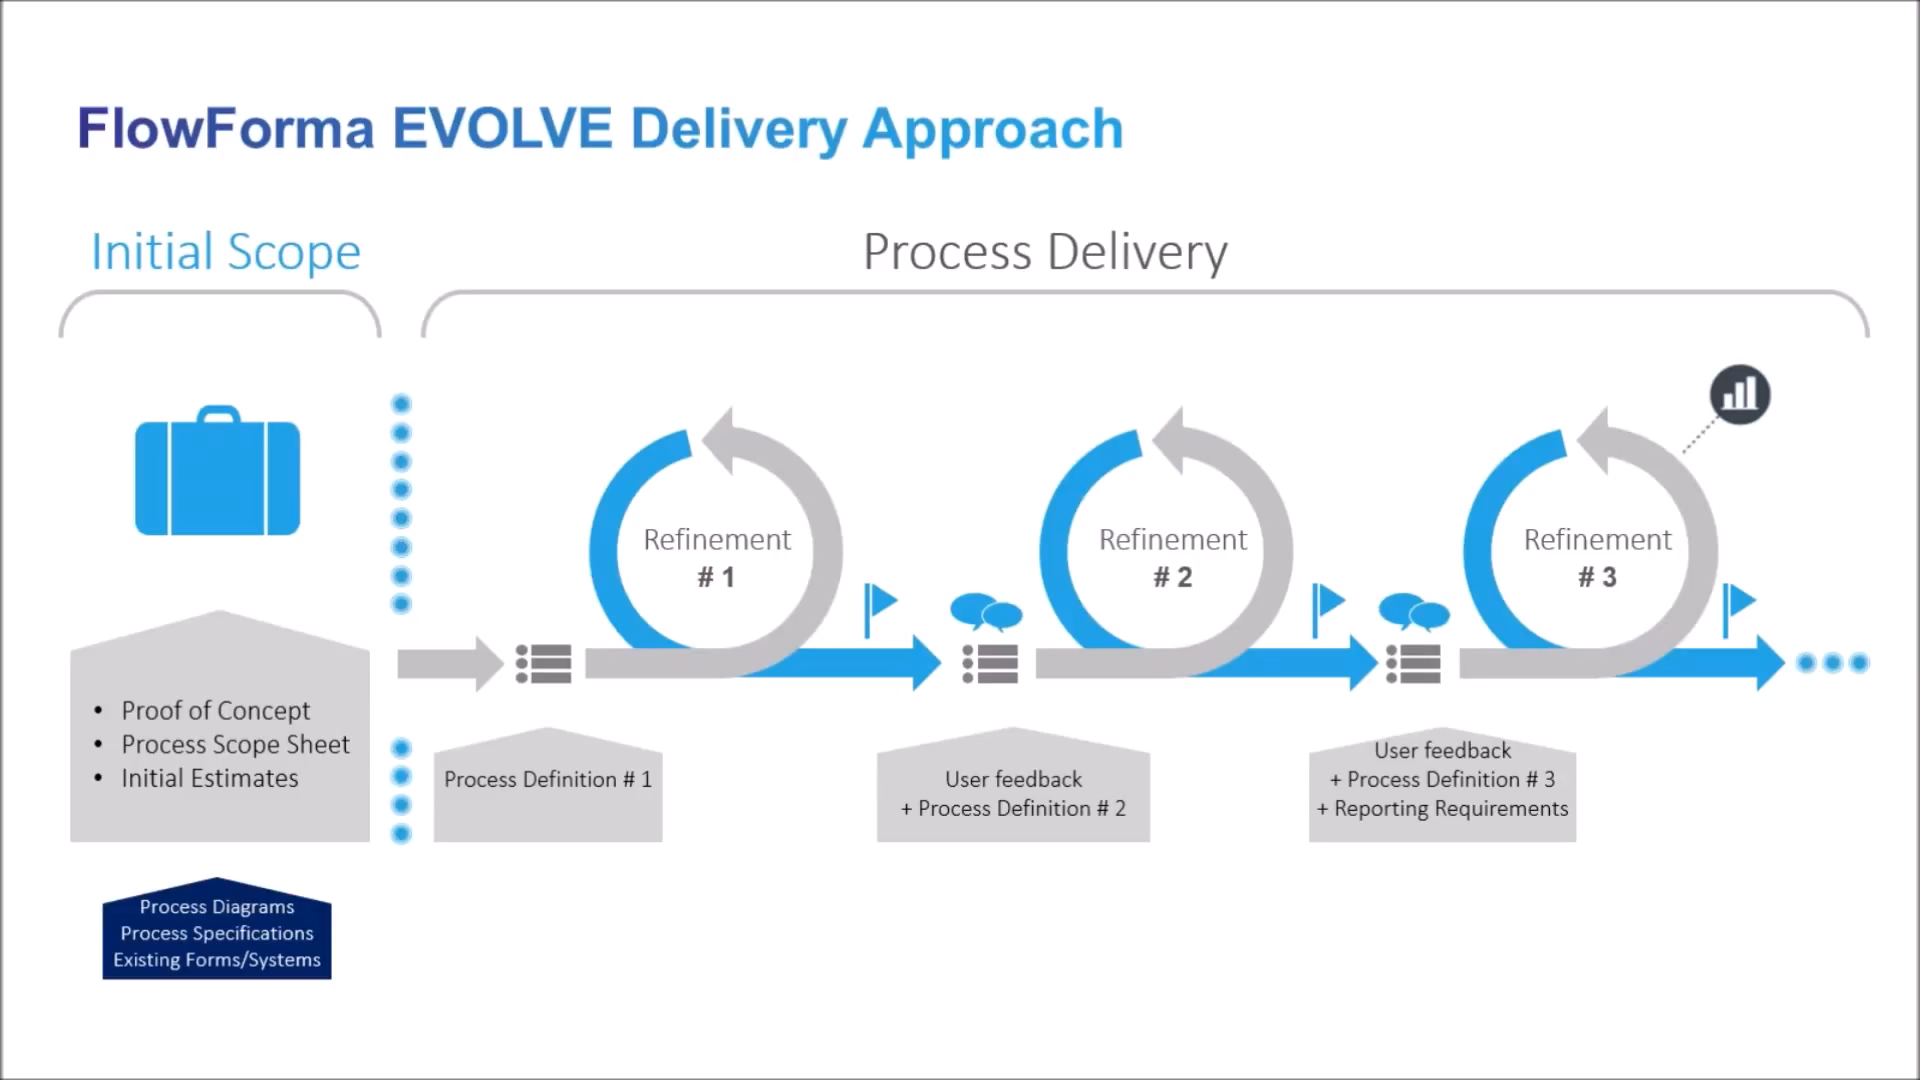 FlowForma EVOLVE Delivery Approach
Initial Scope
Process Delivery
Refinement
# 1
Refinement
# 2
Refinement
# 3
• Proof of Concept
• Process Scope Sheet
• Initial Estimates
Process Definition # 1
User feedback
+ Process Definition # 2
User feedback
+ Process Definition # 3
+ Reporting Requirements
Process Diagrams
Process Specifications
Existing Forms/Systems